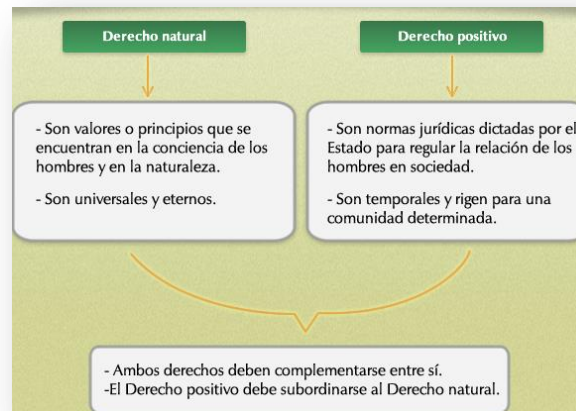 Derecho natural
- Son valores o principios que se
encuentran en la conciencia de los
hombres y en la naturaleza.
- Son universales y eternos.
Derecho positivo
- Son normas jurídicas dictadas por el
Estado para regular la relación de los
hombres en sociedad.
- Son temporales y rigen para una
comunidad determinada.
- Ambos derechos deben complementarse entre sí.
-El Derecho positivo debe subordinarse al Derecho natural.